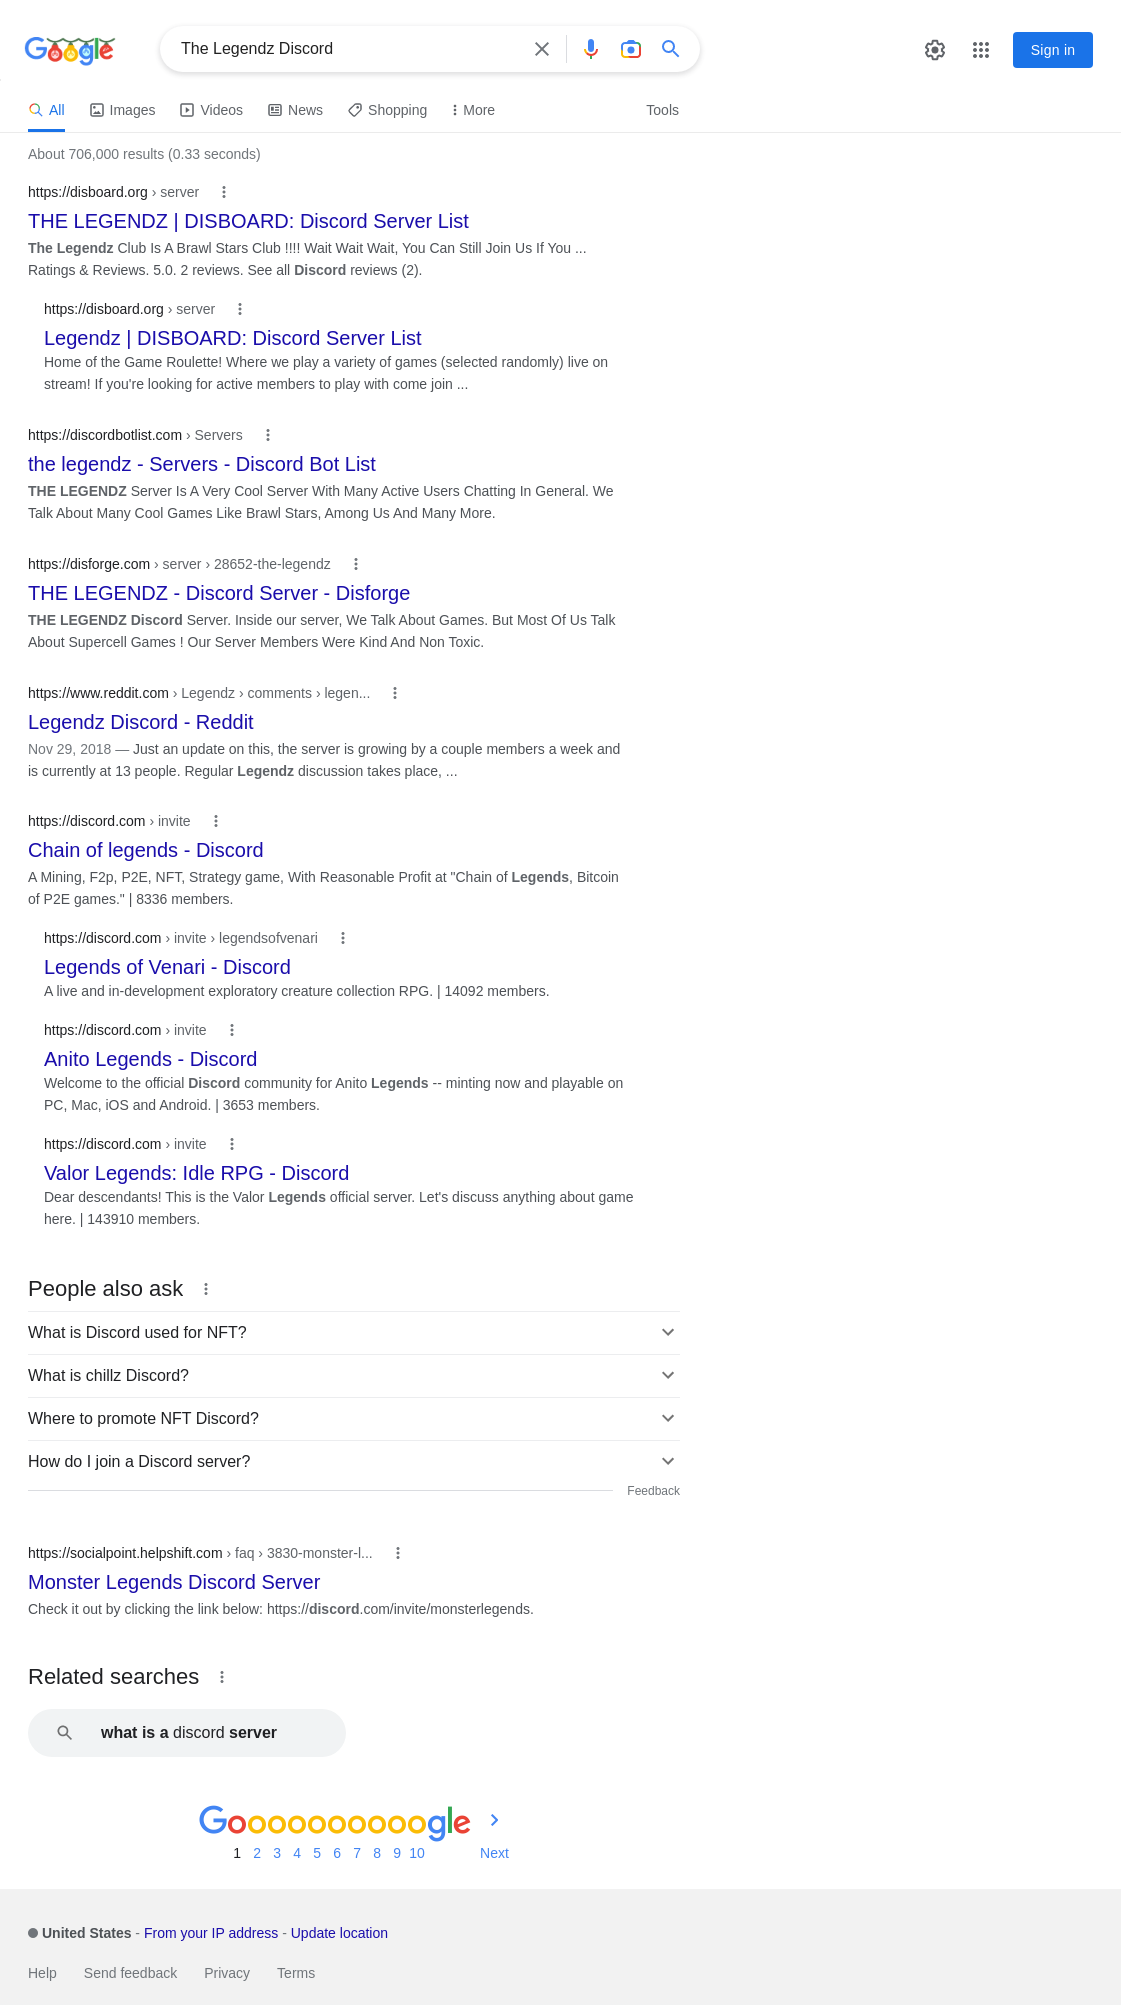 Google
The Legendz Discord
Sign in
All Images Videos News Shopping More Tools
About 706,000 results (0.33 seconds)
https://disboard.org › server
THE LEGENDZ | DISBOARD: Discord Server List
The Legendz Club Is A Brawl Stars Club !!!! Wait Wait Wait, You Can Still Join Us If You ...
Ratings & Reviews. 5.0. 2 reviews. See all Discord reviews (2).
https://disboard.org › server
Legendz | DISBOARD: Discord Server List
Home of the Game Roulette! Where we play a variety of games (selected randomly) live on
stream! If you're looking for active members to play with come join ...
https://discordbotlist.com › Servers
the legendz - Servers - Discord Bot List
THE LEGENDZ Server Is A Very Cool Server With Many Active Users Chatting In General. We
Talk About Many Cool Games Like Brawl Stars, Among Us And Many More.
https://disforge.com › server › 28652-the-legendz
THE LEGENDZ - Discord Server - Disforge
THE LEGENDZ Discord Server. Inside our server, We Talk About Games. But Most Of Us Talk
About Supercell Games ! Our Server Members Were Kind And Non Toxic.
https://www.reddit.com › Legendz › comments › legen...
Legendz Discord - Reddit
Nov 29, 2018 — Just an update on this, the server is growing by a couple members a week and
is currently at 13 people. Regular Legendz discussion takes place, ...
https://discord.com › invite
Chain of legends - Discord
A Mining, F2p, P2E, NFT, Strategy game, With Reasonable Profit at "Chain of Legends, Bitcoin
of P2E games." | 8336 members.
https://discord.com › invite › legendsofvenari
Legends of Venari - Discord
A live and in-development exploratory creature collection RPG. | 14092 members.
https://discord.com › invite
Anito Legends - Discord
Welcome to the official Discord community for Anito Legends -- minting now and playable on
PC, Mac, iOS and Android. | 3653 members.
https://discord.com › invite
Valor Legends: Idle RPG - Discord
Dear descendants! This is the Valor Legends official server. Let's discuss anything about game
here. | 143910 members.
People also ask
What is Discord used for NFT?
What is chillz Discord?
Where to promote NFT Discord?
How do I join a Discord server?
Feedback
https://socialpoint.helpshift.com › faq › 3830-monster-l...
Monster Legends Discord Server
Check it out by clicking the link below: https://discord.com/invite/monsterlegends.
Related searches
what is a discord server
Goooooooooogle
1 2 3 4 5 6 7 8 9 10 Next
United States - From your IP address - Update location
Help Send feedback Privacy Terms